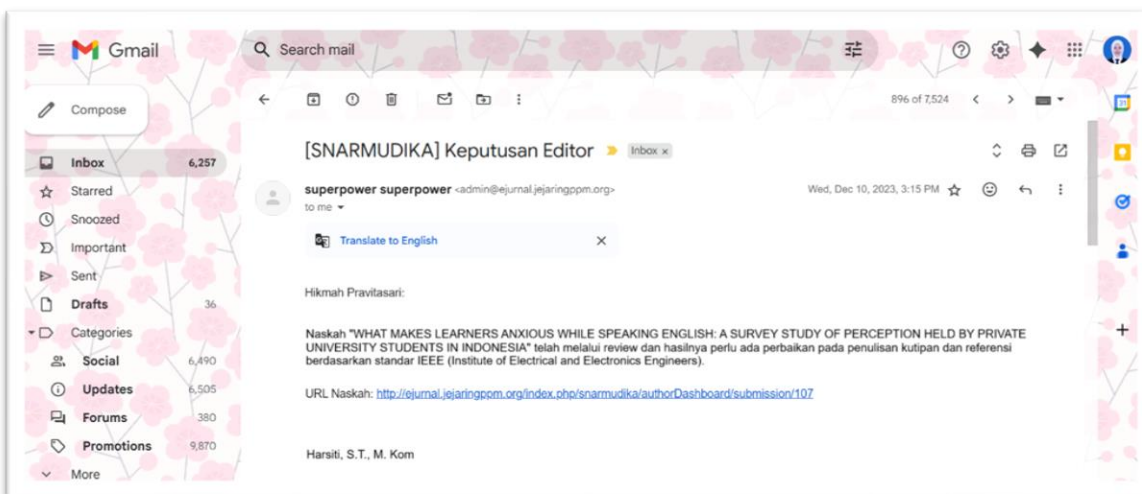 Gmail
Search mail
Compose
896 of 7,524
[SNARMUDIKA] Keputusan Editor Inbox x
Inbox 6,257
superpower superpower <admin@ejurnal.jejaringppm.org> Wed, Dec 10, 2023, 3:15 PM
Starred
to me
Snoozed
Translate to English
Important
Sent
Hikmah Pravitasari:
Drafts 36
Categories
Naskah "WHAT MAKES LEARNERS ANXIOUS WHILE SPEAKING ENGLISH: A SURVEY STUDY OF PERCEPTION HELD BY PRIVATE
UNIVERSITY STUDENTS IN INDONESIA" telah melalui review dan hasilnya perlu ada perbaikan pada penulisan kutipan dan referensi
berdasarkan standar IEEE (Institute of Electrical and Electronics Engineers).
Social 6,490
Updates 6,505
URL Naskah: http://ejurnal.jejaringppm.org/index.php/snarmudika/authorDashboard/submission/107
Forums 380
Promotions 9,870
Harsiti, S.T., M. Kom
More